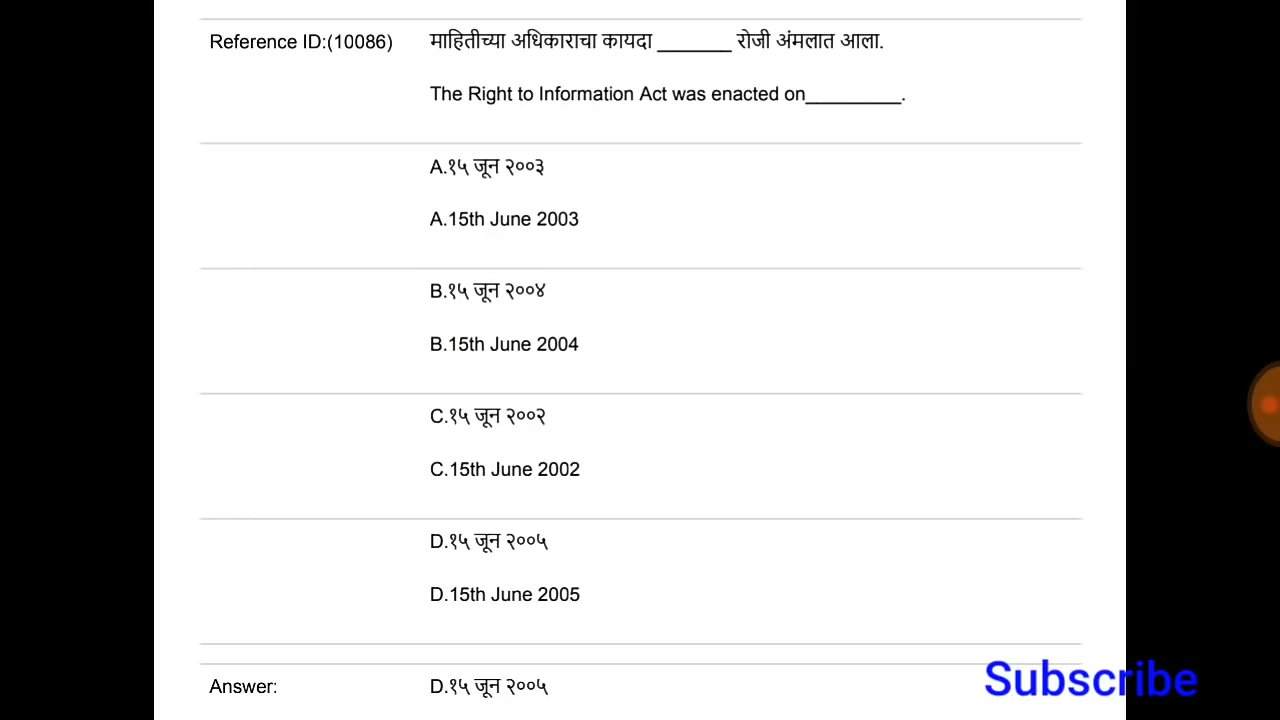 Reference ID:(10086) माहितीच्या अधिकाराचा कायदा _______ रोजी अंमलात आला.
The Right to Information Act was enacted on_________.
A.१५ जून २००३
A.15th June 2003
B.१५ जून २००४
B.15th June 2004
C.१५ जून २००२
C.15th June 2002
D.१५ जून २००५
D.15th June 2005
Answer: D.१५ जून २००५
Subscribe